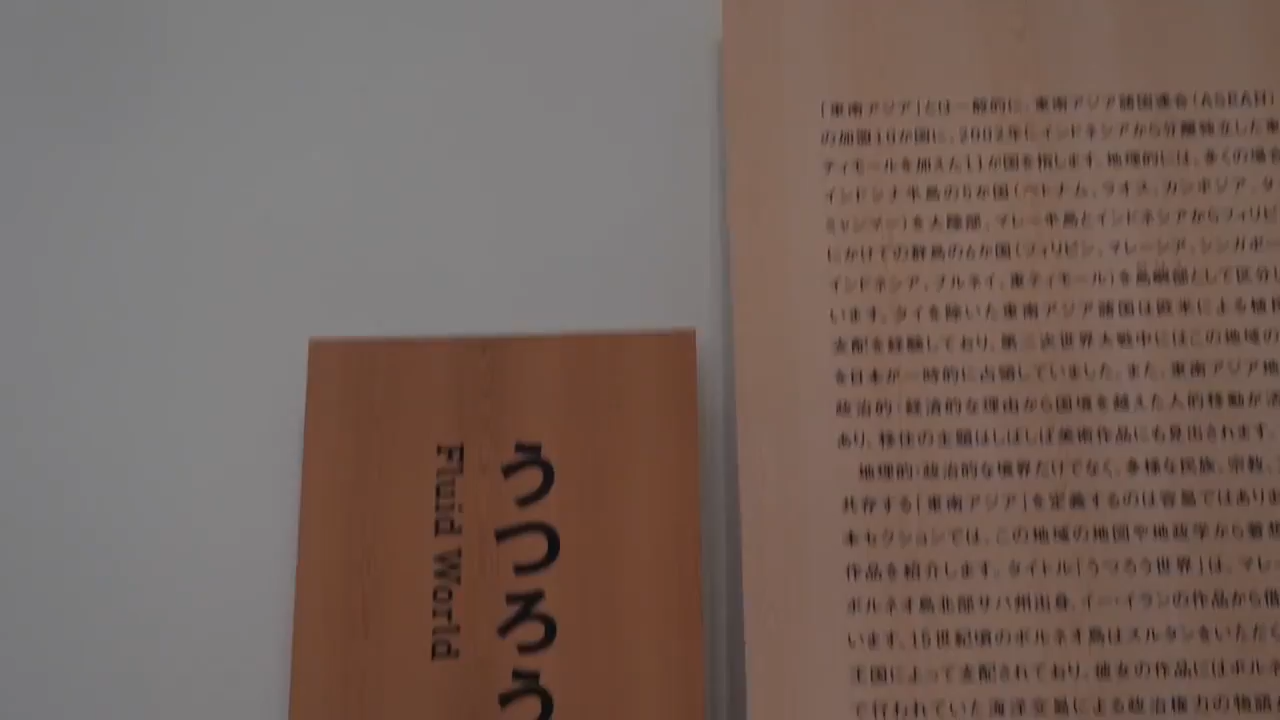 うつろう
Fluid World
「東南アジア」とは一般的に、東南アジア諸国連合(ASEAN)
の加盟10か国に、2002年にインドネシアから分離独立した東
ティモールを加えた11か国を指します。地理的には、多くの場合
インドシナ半島の5か国(ベトナム、ラオス、カンボジア、タ
ミャンマー)を大陸部、マレー半島とインドネシアからフィリピ
にかけての群島の6か国(フィリピン、マレーシア、シンガポー
インドネシア、ブルネイ、東ティモール)を島嶼部として区分し
います。タイを除いた東南アジア諸国は欧米による植民
支配を経験しており、第二次世界大戦中にはこの地域の
を日本が一時的に占領していました。また、東南アジア地
政治的・経済的な理由から国境を越えた人的移動が活
あり、移住の主題はしばしば美術作品にも見出されます。
地理的・政治的な境界だけでなく、多様な民族、宗教、
共存する「東南アジア」を定義するのは容易ではありま
本セクションでは、この地域の地図や地政学から着想
作品を紹介します。タイトル「うつろう世界」は、マレー
ボルネオ島北部サバ州出身、イー・イランの作品から借
います。15世紀頃のボルネオ島はスルタンをいただく
王国によって支配されており、彼女の作品にはボルネ
で行われていた海洋交易による政治権力の物語